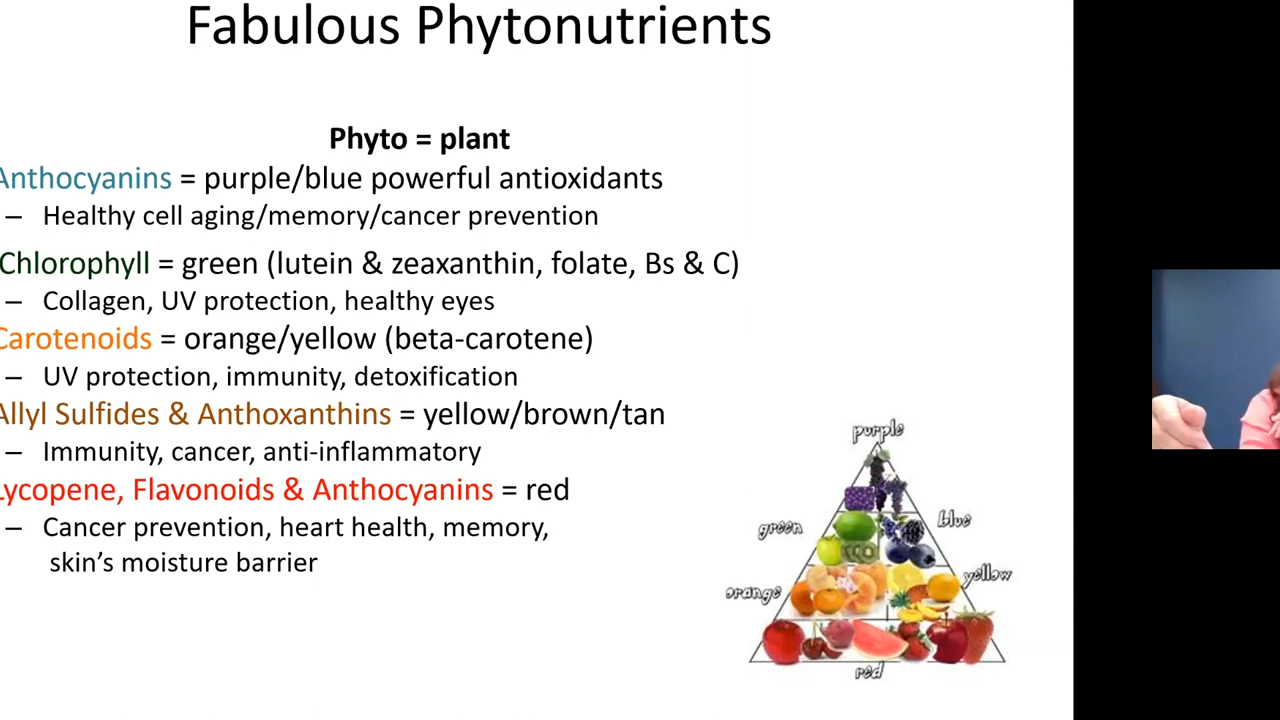 Fabulous Phytonutrients
Phyto = plant
Anthocyanins = purple/blue powerful antioxidants
– Healthy cell aging/memory/cancer prevention
Chlorophyll = green (lutein & zeaxanthin, folate, Bs & C)
– Collagen, UV protection, healthy eyes
Carotenoids = orange/yellow (beta-carotene)
– UV protection, immunity, detoxification
Allyl Sulfides & Anthoxanthins = yellow/brown/tan
– Immunity, cancer, anti-inflammatory
Lycopene, Flavonoids & Anthocyanins = red
– Cancer prevention, heart health, memory,
skin’s moisture barrier
purple
green
blue
orange
yellow
red